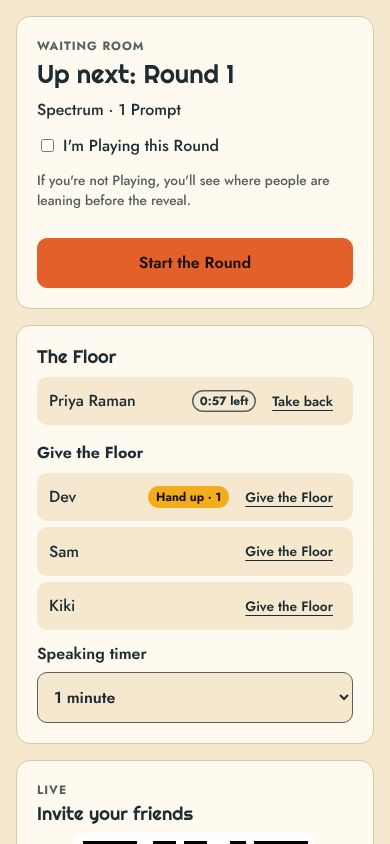 WAITING ROOM
Up next: Round 1
Spectrum · 1 Prompt
I'm Playing this Round
If you're not Playing, you'll see where people are
leaning before the reveal.
Start the Round
The Floor
Priya Raman 0:57 left Take back
Give the Floor
Dev Hand up · 1 Give the Floor
Sam Give the Floor
Kiki Give the Floor
Speaking timer
1 minute
LIVE
Invite your friends